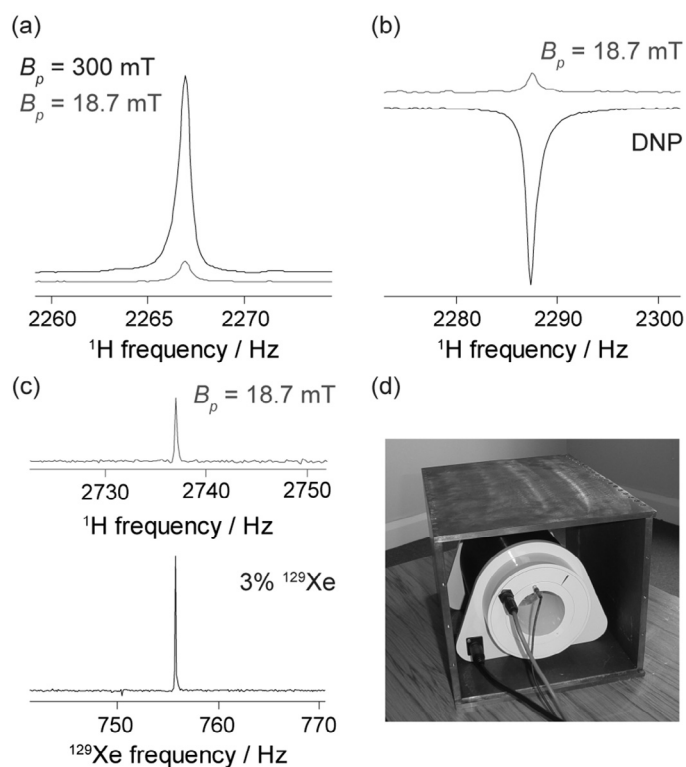 (a)
B_p = 300 mT
B_p = 18.7 mT
2260 2265 2270
¹H frequency / Hz
(b)
B_p = 18.7 mT
DNP
2280 2290 2300
¹H frequency / Hz
(c)
B_p = 18.7 mT
2730 2740 2750
¹H frequency / Hz
3% ¹²⁹Xe
750 760 770
¹²⁹Xe frequency / Hz
(d)